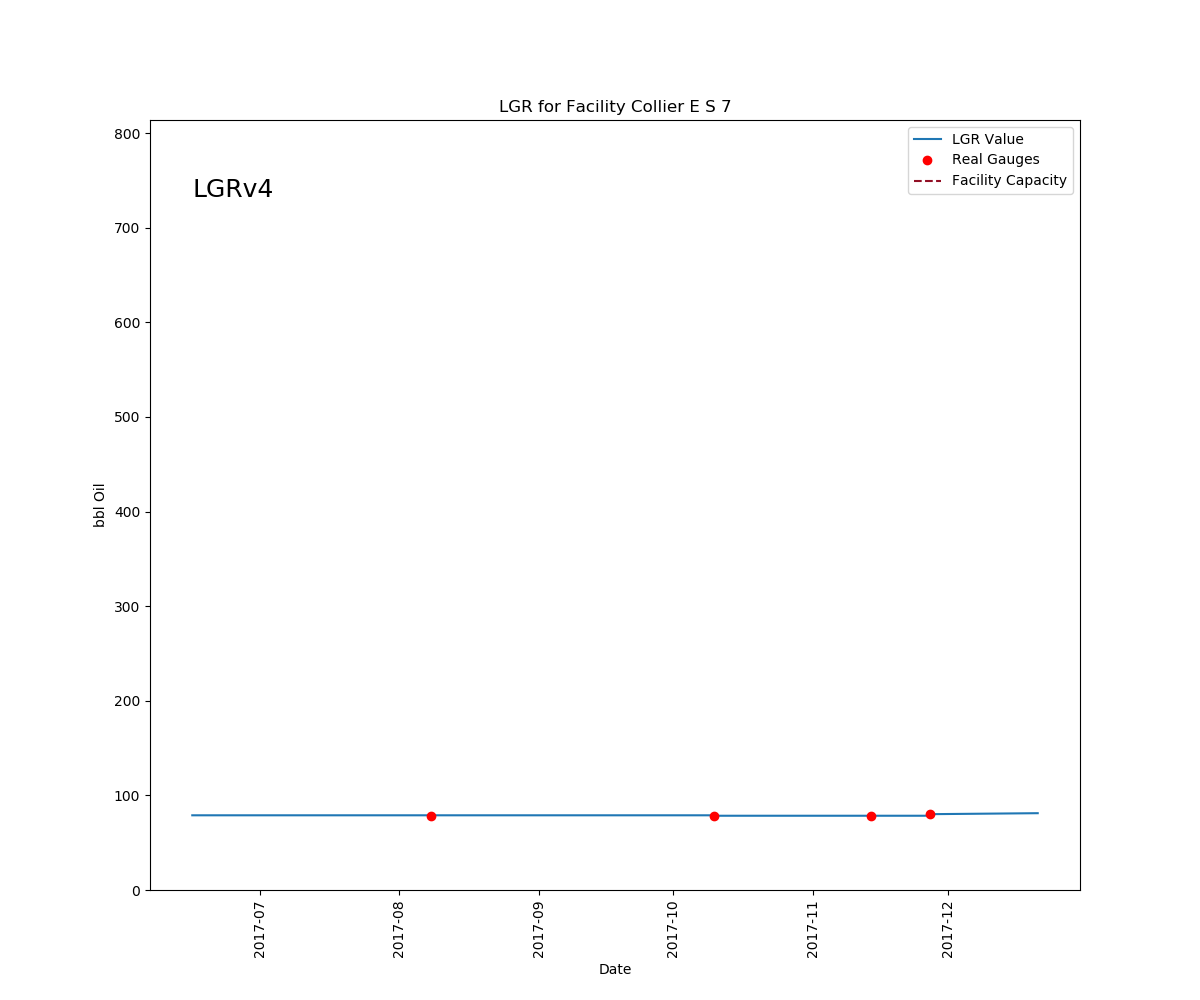 LGR for Facility Collier E S 7
LGRv4
LGR Value
Real Gauges
Facility Capacity
bbl Oil
800
700
600
500
400
300
200
100
0
2017-07
2017-08
2017-09
2017-10
2017-11
2017-12
Date